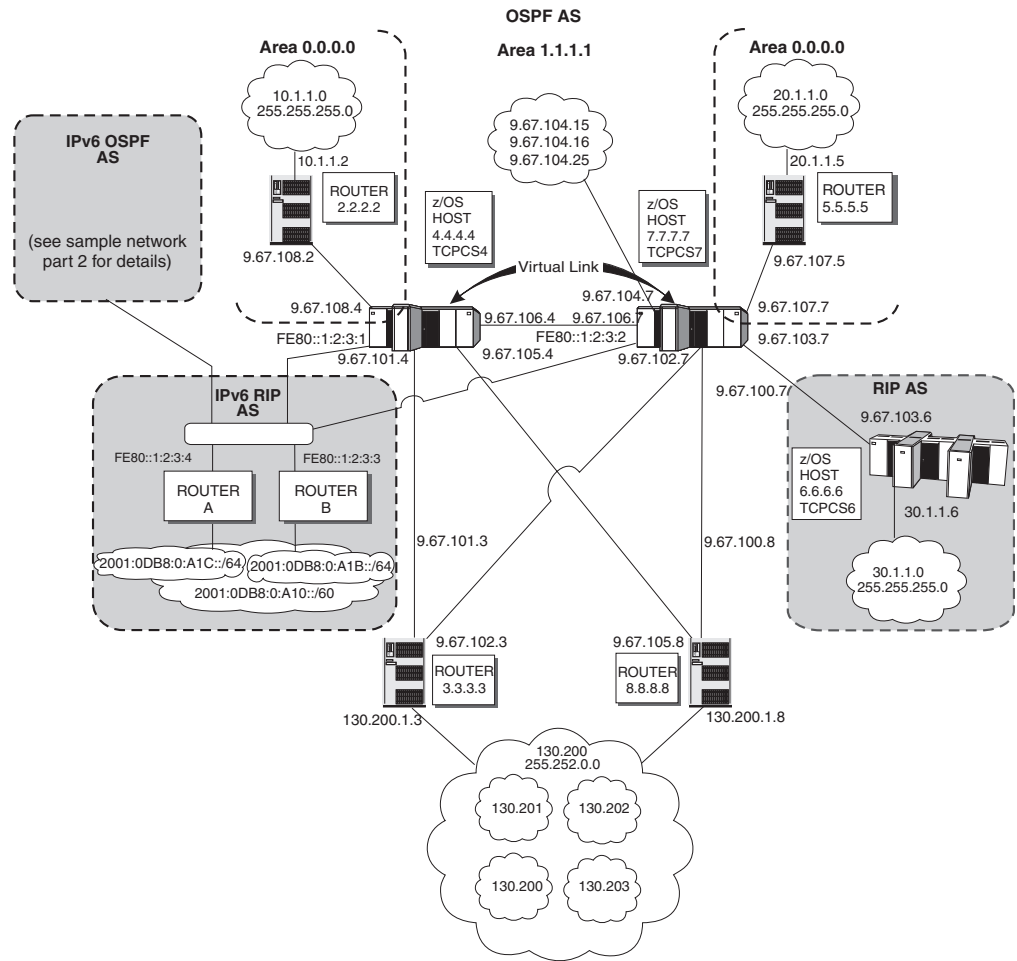 OSPF AS
Area 0.0.0.0
Area 1.1.1.1
Area 0.0.0.0
10.1.1.0
255.255.255.0
20.1.1.0
255.255.255.0
9.67.104.15
9.67.104.16
9.67.104.25
IPv6 OSPF
AS
(see sample network
part 2 for details)
10.1.1.2
ROUTER
2.2.2.2
9.67.108.2
z/OS
HOST
4.4.4.4
TCPCS4
z/OS
HOST
7.7.7.7
TCPCS7
20.1.1.5
ROUTER
5.5.5.5
9.67.107.5
Virtual Link
9.67.108.4
9.67.104.7
9.67.107.7
9.67.106.4
9.67.106.7
FE80::1:2:3:1
FE80::1:2:3:2
9.67.103.7
9.67.101.4
9.67.105.4
9.67.102.7
9.67.100.7
IPv6 RIP
AS
FE80::1:2:3:4
FE80::1:2:3:3
ROUTER
A
ROUTER
B
2001:0DB8:0:A1C::/64
2001:0DB8:0:A1B::/64
2001:0DB8:0:A10::/60
RIP AS
9.67.103.6
z/OS
HOST
6.6.6.6
TCPCS6
30.1.1.6
30.1.1.0
255.255.255.0
9.67.101.3
9.67.100.8
9.67.102.3
ROUTER
3.3.3.3
130.200.1.3
9.67.105.8
ROUTER
8.8.8.8
130.200.1.8
130.200
255.252.0.0
130.201
130.202
130.200
130.203